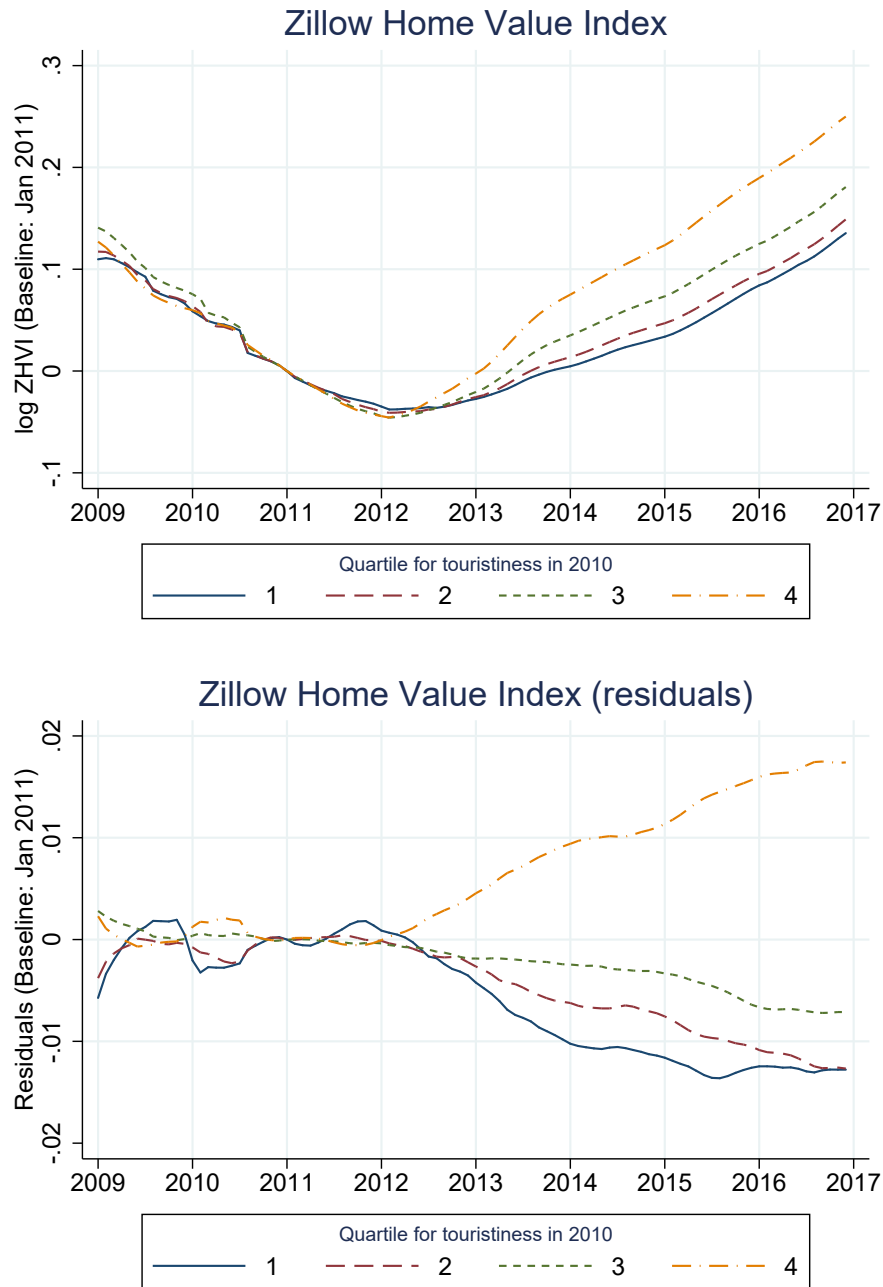 Zillow Home Value Index
log ZHVI (Baseline: Jan 2011)
.3
.2
.1
0
-.1
2009 2010 2011 2012 2013 2014 2015 2016 2017
Quartile for touristiness in 2010
1 2 3 4
Zillow Home Value Index (residuals)
Residuals (Baseline: Jan 2011)
.02
.01
0
-.01
-.02
2009 2010 2011 2012 2013 2014 2015 2016 2017
Quartile for touristiness in 2010
1 2 3 4